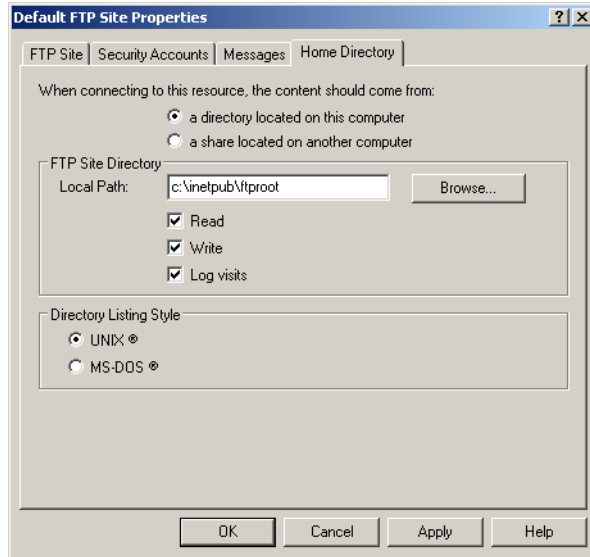 Default FTP Site Properties ? X
FTP Site Security Accounts Messages Home Directory
When connecting to this resource, the content should come from:
a directory located on this computer
a share located on another computer
FTP Site Directory
Local Path: c:\inetpub\ftproot Browse...
Read
Write
Log visits
Directory Listing Style
UNIX ®
MS-DOS ®
OK Cancel Apply Help